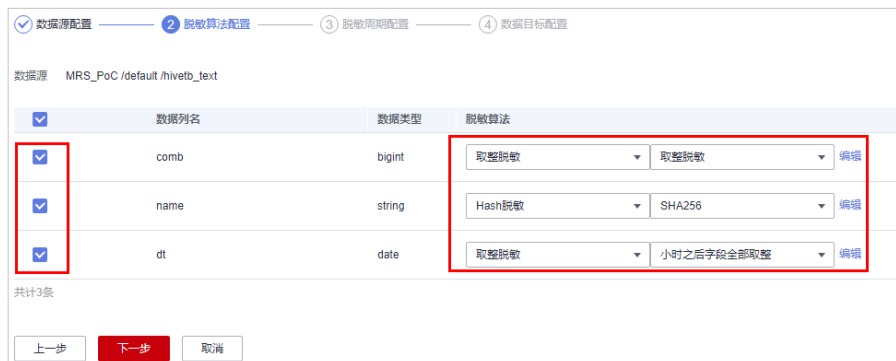 数据源配置 2 脱敏算法配置 3 脱敏周期配置 4 数据目标配置
数据源 MRS_PoC /default /hivetb_text
数据列名 数据类型 脱敏算法
comb bigint 取整脱敏 取整脱敏 编辑
name string Hash脱敏 SHA256 编辑
dt date 取整脱敏 小时之后字段全部取整 编辑
共计3条
上一步 下一步 取消